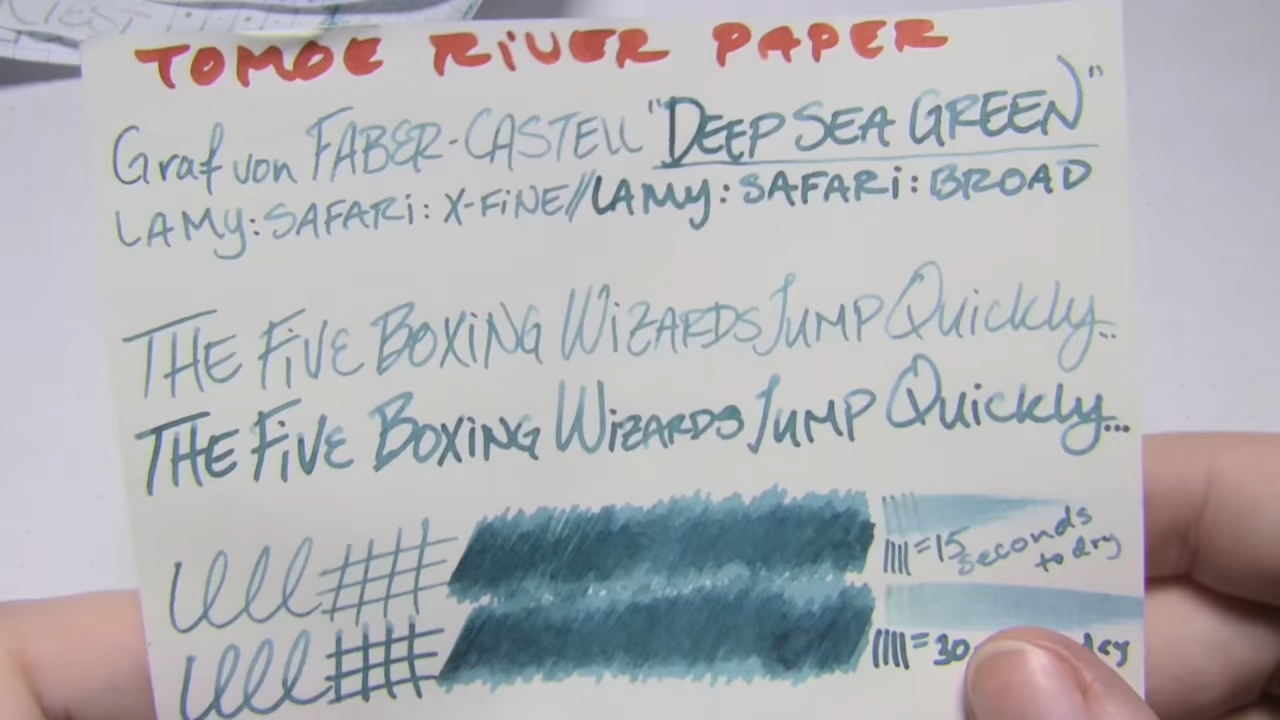 TOMOE RiVER PAPER
Graf von FABER-CASTELL "DEEP SEA GREEN"
LAMY:SAFARi: X-FiNE//LAMY:SAFARi:BROAD
THE FiVE BOXiNG WiZARDS JUMP QUickly...
THE FiVE BOXiNG WiZARDS JUMP QUickly...
=15 seconds
to dry
=30 dry